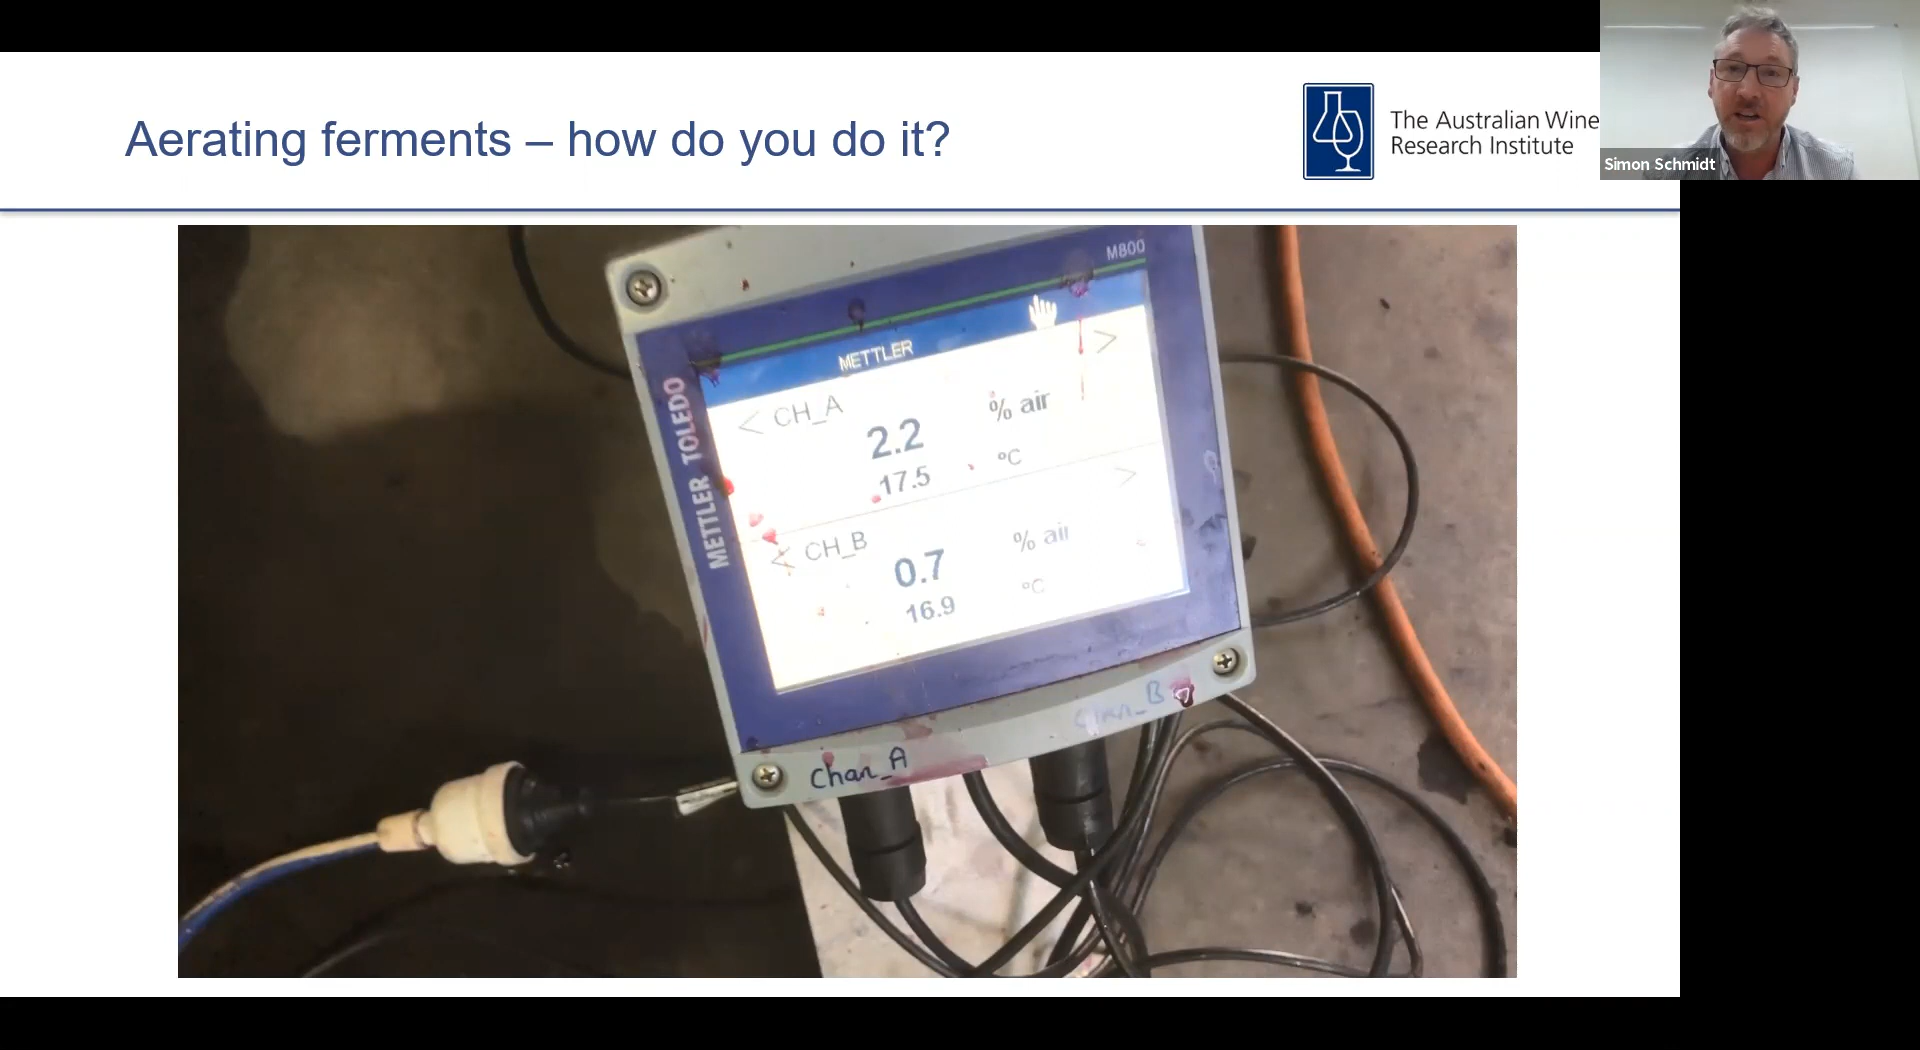 Aerating ferments – how do you do it?
The Australian Wine
Research Institute
Simon Schmidt
M800
METTLER
METTLER TOLEDO
< CH_A
>
2.2
% air
17.5
°C
< CH_B
>
0.7
% air
16.9
°C
Chan_A
Chan_B